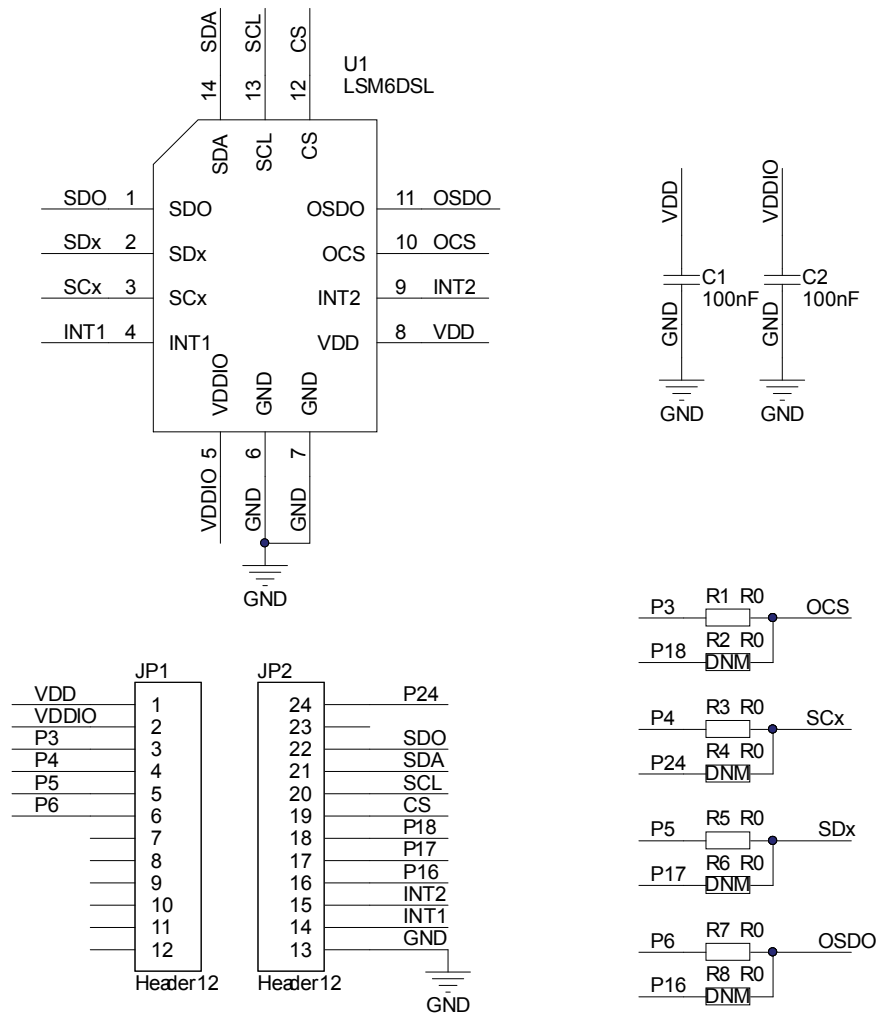 SDA SCL CS
14 13 12
U1
LSM6DSL
SDA SCL CS
SDO 1 SDO
SDx 2 SDx
SCx 3 SCx
INT1 4 INT1
OSDO 11 OSDO
OCS 10 OCS
INT2 9 INT2
VDD 8 VDD
VDDIO GND GND
5 6 7
VDDIO GND GND
GND
VDD VDDIO
C1 C2
100nF 100nF
GND GND
GND GND
JP1
VDD 1
VDDIO 2
P3 3
P4 4
P5 5
P6 6
7
8
9
10
11
12
Header12
JP2
24 P24
23
22 SDO
21 SDA
20 SCL
19 CS
18 P18
17 P17
16 P16
15 INT2
14 INT1
13 GND
Header12
GND
P3 R1 R0 OCS
P18 R2 R0
DNM
P4 R3 R0 SCx
P24 R4 R0
DNM
P5 R5 R0 SDx
P17 R6 R0
DNM
P6 R7 R0 OSDO
P16 R8 R0
DNM